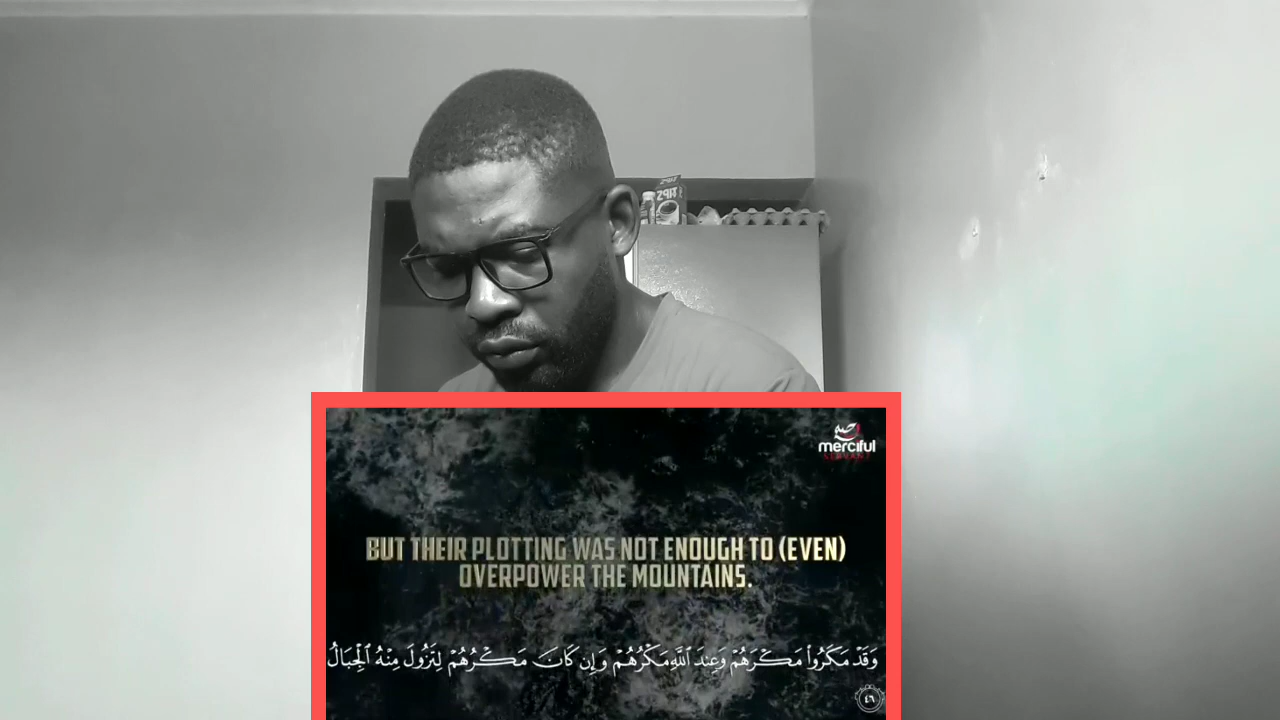 merciful
BUT THEIR PLOTTING WAS NOT ENOUGH TO (EVEN)
OVERPOWER THE MOUNTAINS.
وَقَدْ مَكَرُوا۟ مَكْرَهُمْ وَعِندَ ٱللَّهِ مَكْرُهُمْ وَإِن كَانَ مَكْرُهُمْ لِتَزُولَ مِنْهُ ٱلْجِبَالُ
٤٦